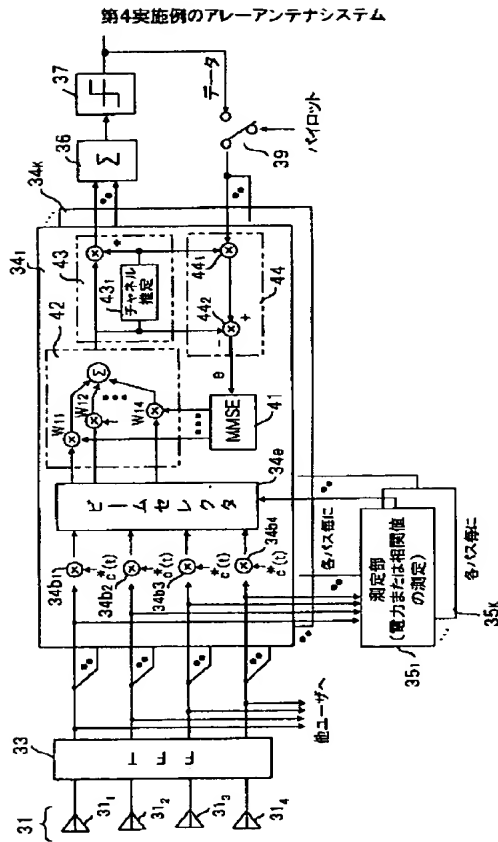 第4実施例のアレーアンテナシステム
31
31₁
31₂
31₃
31₄
33
FFT
他ユーザへ
34₁
34K
34b₁
34b₂
34b₃
34b₄
c*(t)
c*(t)
c*(t)
c*(t)
ビームセレクタ
34e
各パス毎に
測定部
(電力または相関値
の測定)
35₁
35K
各パス毎に
42
W₁₁
W₁₂
W₁₄
Σ
MMSE
41
e
43
43₁
チャネル
推定
*
44
44₁
44₂
+
-
36
Σ
37
データ
39
パイロット